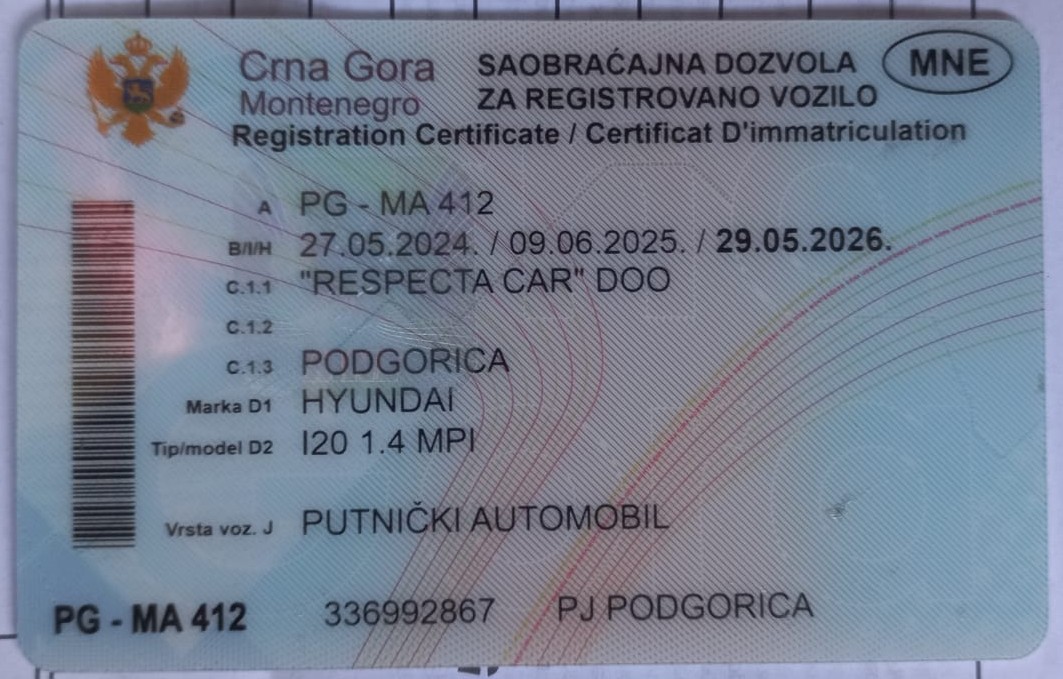 Crna Gora
Montenegro
SAOBRAĆAJNA DOZVOLA
ZA REGISTROVANO VOZILO
MNE
Registration Certificate / Certificat D'immatriculation
A PG - MA 412
B/I/H 27.05.2024. / 09.06.2025. / 29.05.2026.
C.1.1 "RESPECTA CAR" DOO
C.1.2
C.1.3 PODGORICA
Marka D1 HYUNDAI
Tip/model D2 I20 1.4 MPI
Vrsta voz. J PUTNIČKI AUTOMOBIL
PG - MA 412 336992867 PJ PODGORICA